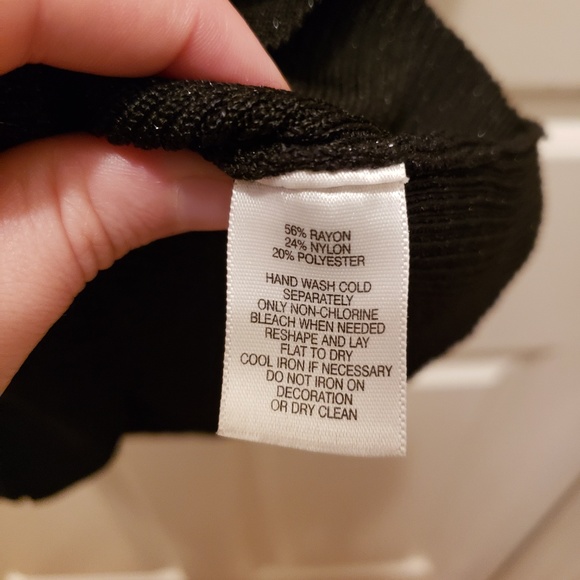 56% RAYON
24% NYLON
20% POLYESTER
HAND WASH COLD
SEPARATELY
ONLY NON-CHLORINE
BLEACH WHEN NEEDED
RESHAPE AND LAY
FLAT TO DRY
COOL IRON IF NECESSARY
DO NOT IRON ON
DECORATION
OR DRY CLEAN